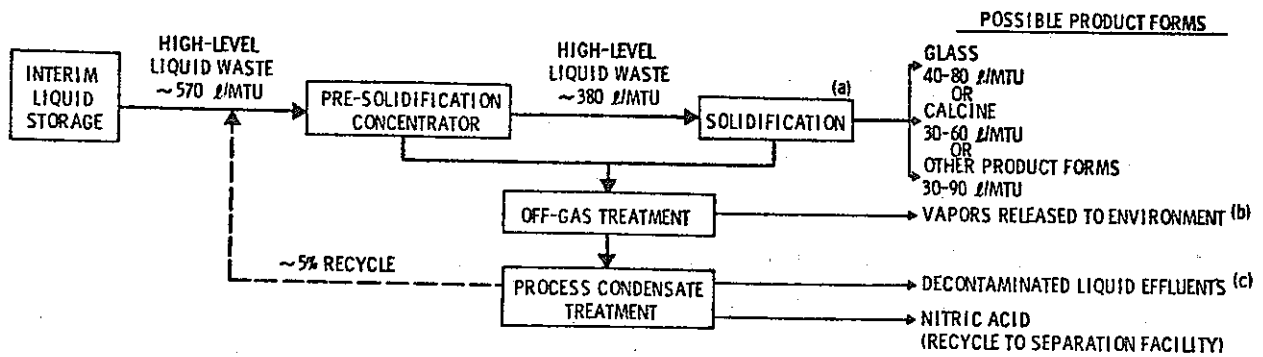 POSSIBLE PRODUCT FORMS
INTERIM
LIQUID
STORAGE
HIGH-LEVEL
LIQUID WASTE
~570 ℓ/MTU
PRE-SOLIDIFICATION
CONCENTRATOR
HIGH-LEVEL
LIQUID WASTE
~380 ℓ/MTU
(a)
SOLIDIFICATION
GLASS
40-80 ℓ/MTU
OR
CALCINE
30-60 ℓ/MTU
OR
OTHER PRODUCT FORMS
30-90 ℓ/MTU
OFF-GAS TREATMENT
VAPORS RELEASED TO ENVIRONMENT (b)
~5% RECYCLE
PROCESS CONDENSATE
TREATMENT
DECONTAMINATED LIQUID EFFLUENTS (c)
NITRIC ACID
(RECYCLE TO SEPARATION FACILITY)